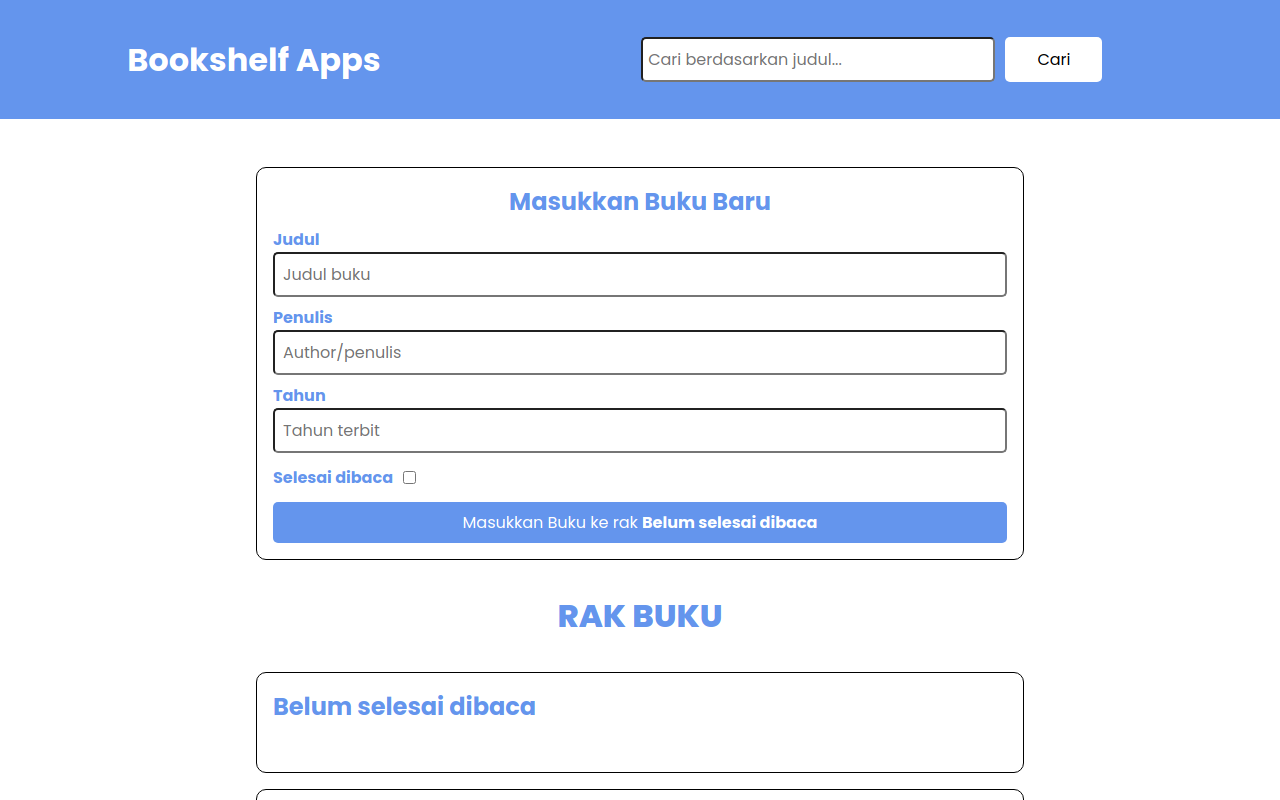 Bookshelf Apps
Cari berdasarkan judul...
Cari
Masukkan Buku Baru
Judul
Judul buku
Penulis
Author/penulis
Tahun
Tahun terbit
Selesai dibaca
Masukkan Buku ke rak Belum selesai dibaca
RAK BUKU
Belum selesai dibaca